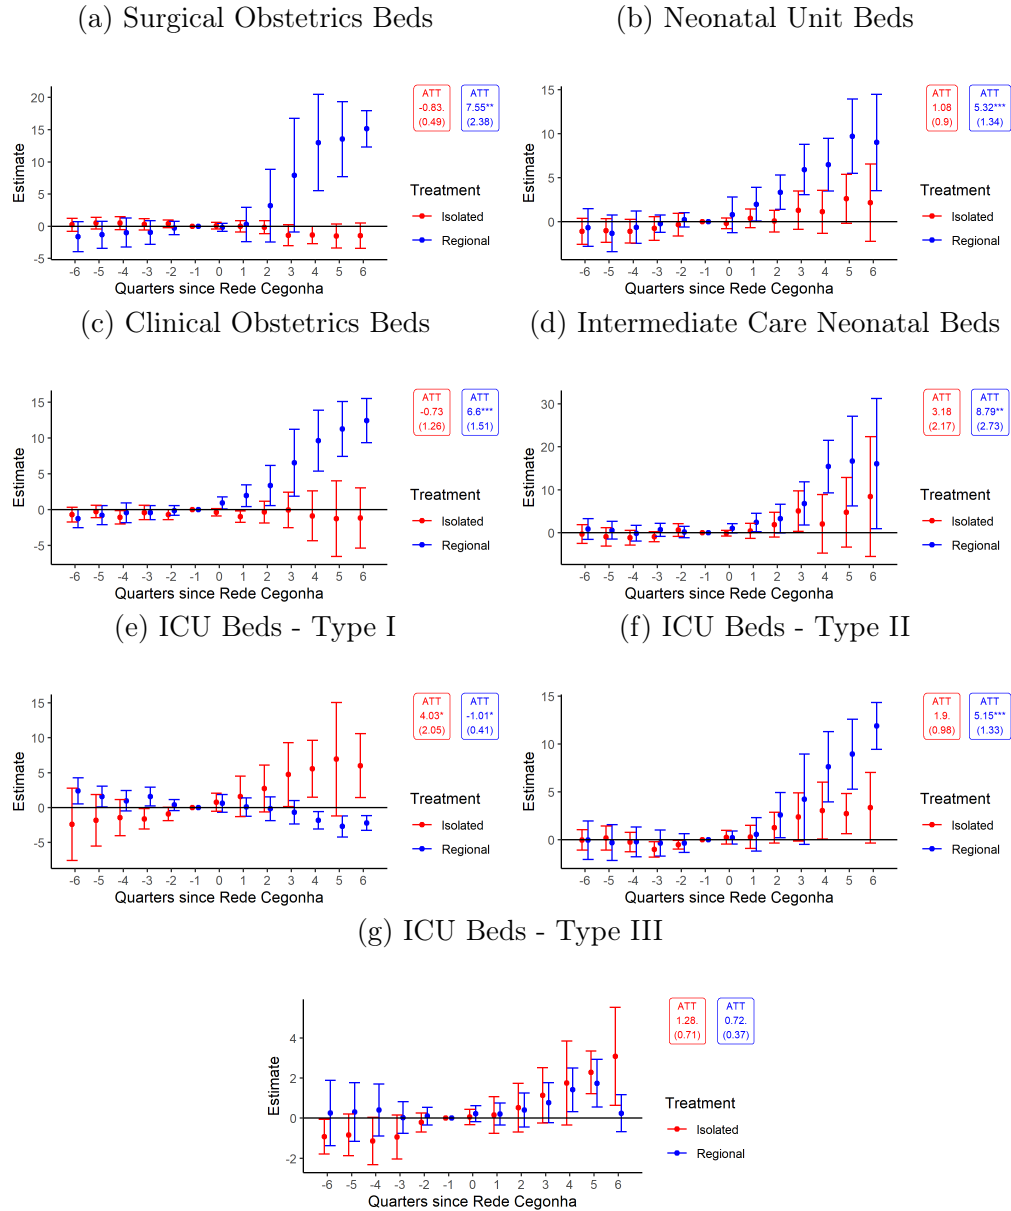 (a) Surgical Obstetrics Beds
Estimate
20
15
10
5
0
-5
-6 -5 -4 -3 -2 -1 0 1 2 3 4 5 6
Quarters since Rede Cegonha
ATT
-0.83.
(0.49)
ATT
7.55**
(2.38)
Treatment
Isolated
Regional
(b) Neonatal Unit Beds
Estimate
15
10
5
0
-6 -5 -4 -3 -2 -1 0 1 2 3 4 5 6
Quarters since Rede Cegonha
ATT
1.08
(0.9)
ATT
5.32***
(1.34)
Treatment
Isolated
Regional
(c) Clinical Obstetrics Beds
Estimate
15
10
5
0
-5
-6 -5 -4 -3 -2 -1 0 1 2 3 4 5 6
Quarters since Rede Cegonha
ATT
-0.73
(1.26)
ATT
6.6***
(1.51)
Treatment
Isolated
Regional
(d) Intermediate Care Neonatal Beds
Estimate
30
20
10
0
-6 -5 -4 -3 -2 -1 0 1 2 3 4 5 6
Quarters since Rede Cegonha
ATT
3.18
(2.17)
ATT
8.79**
(2.73)
Treatment
Isolated
Regional
(e) ICU Beds - Type I
Estimate
15
10
5
0
-5
-6 -5 -4 -3 -2 -1 0 1 2 3 4 5 6
Quarters since Rede Cegonha
ATT
4.03*
(2.05)
ATT
-1.01*
(0.41)
Treatment
Isolated
Regional
(f) ICU Beds - Type II
Estimate
15
10
5
0
-6 -5 -4 -3 -2 -1 0 1 2 3 4 5 6
Quarters since Rede Cegonha
ATT
1.9.
(0.98)
ATT
5.15***
(1.33)
Treatment
Isolated
Regional
(g) ICU Beds - Type III
Estimate
4
2
0
-2
-6 -5 -4 -3 -2 -1 0 1 2 3 4 5 6
Quarters since Rede Cegonha
ATT
1.28.
(0.71)
ATT
0.72.
(0.37)
Treatment
Isolated
Regional